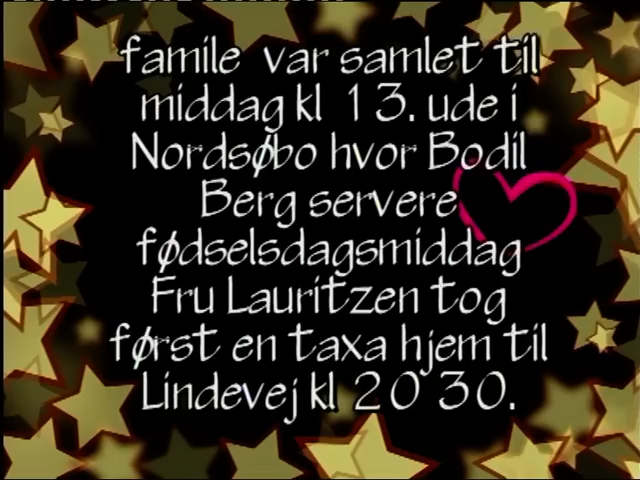 famile var samlet til
middag kl 13. ude i
Nordsøbo hvor Bodil
Berg servere
fødselsdagsmiddag
Fru Lauritzen tog
først en taxa hjem til
Lindevej kl 20 30.